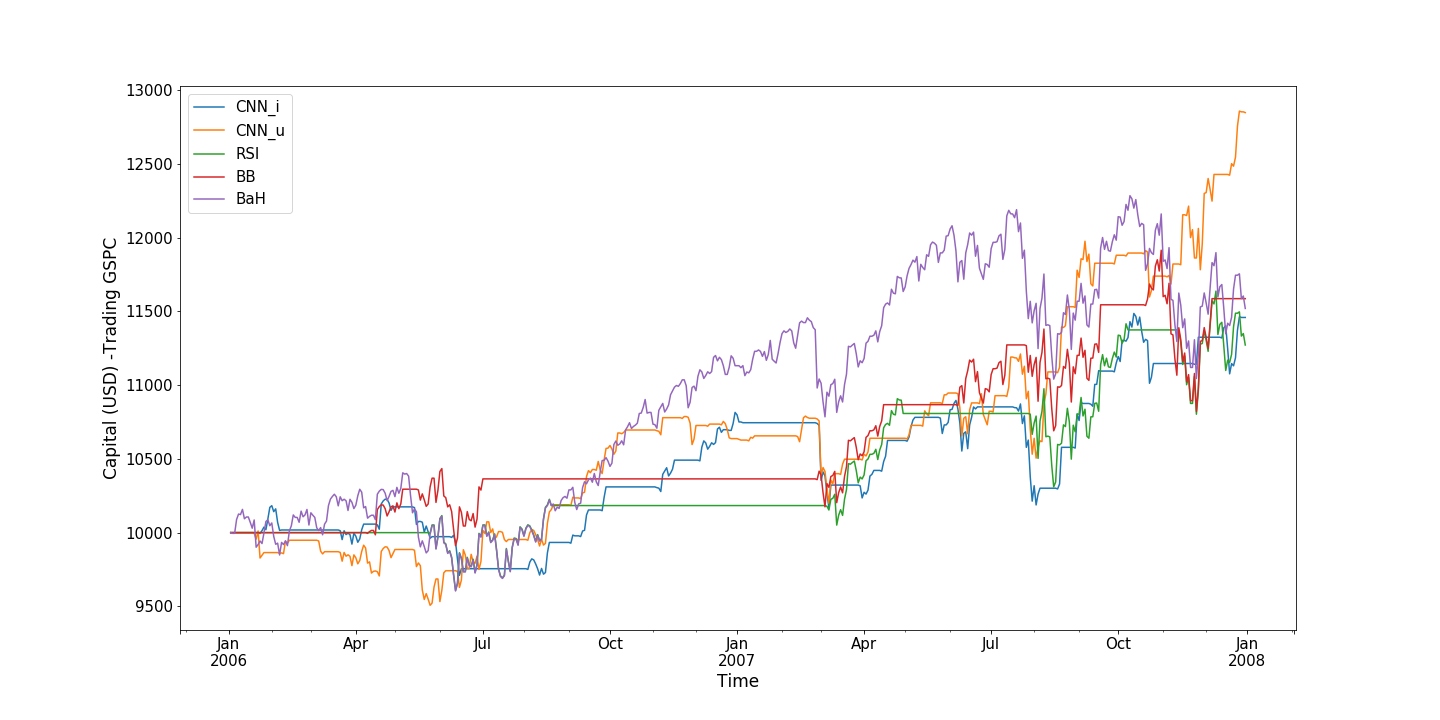 13000
12500
12000
11500
11000
10500
10000
9500
Capital (USD) -Trading GSPC
CNN_i
CNN_u
RSI
BB
BaH
Jan Apr Jul Oct Jan Apr Jul Oct Jan
2006 2007 2008
Time